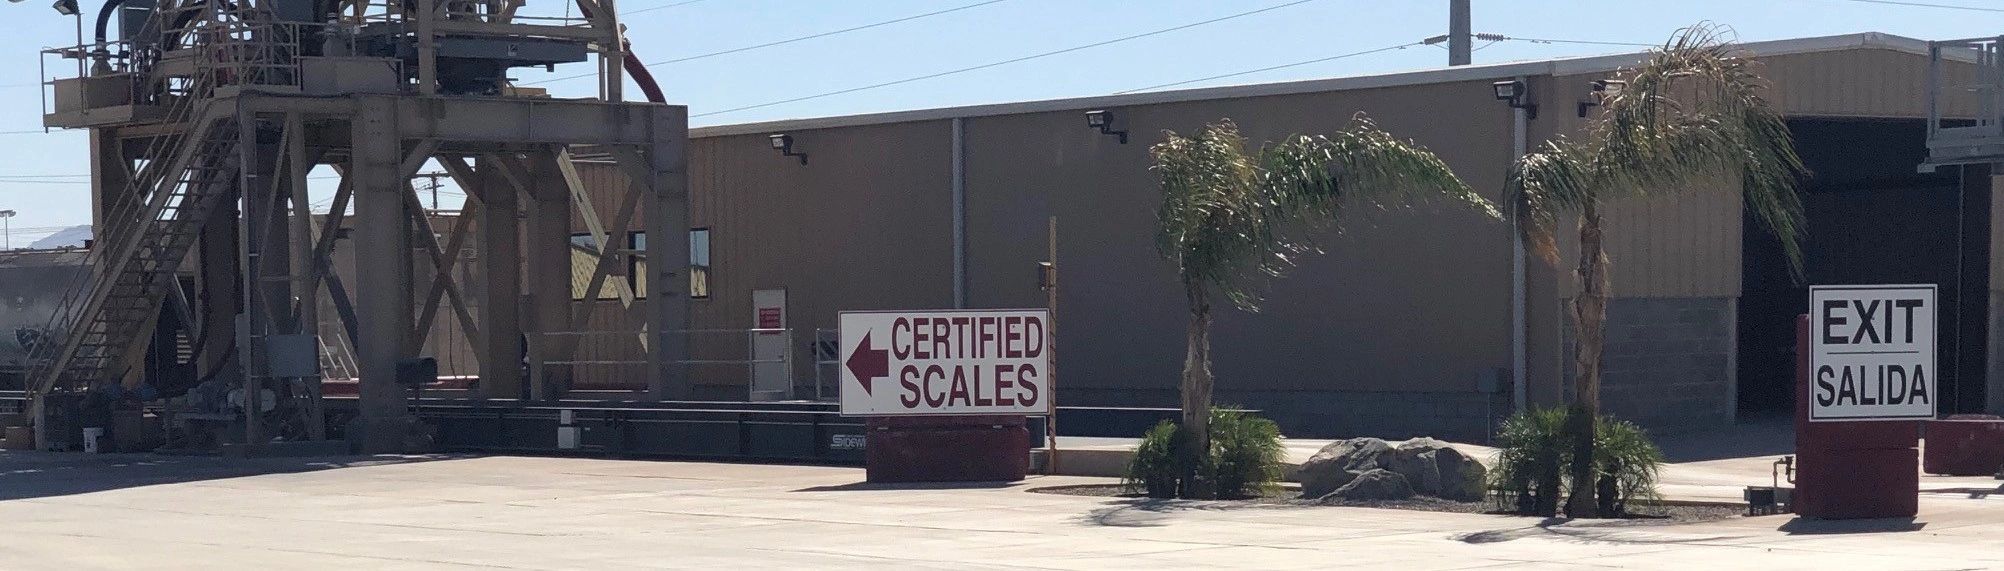 CERTIFIED
SCALES
EXIT
SALIDA